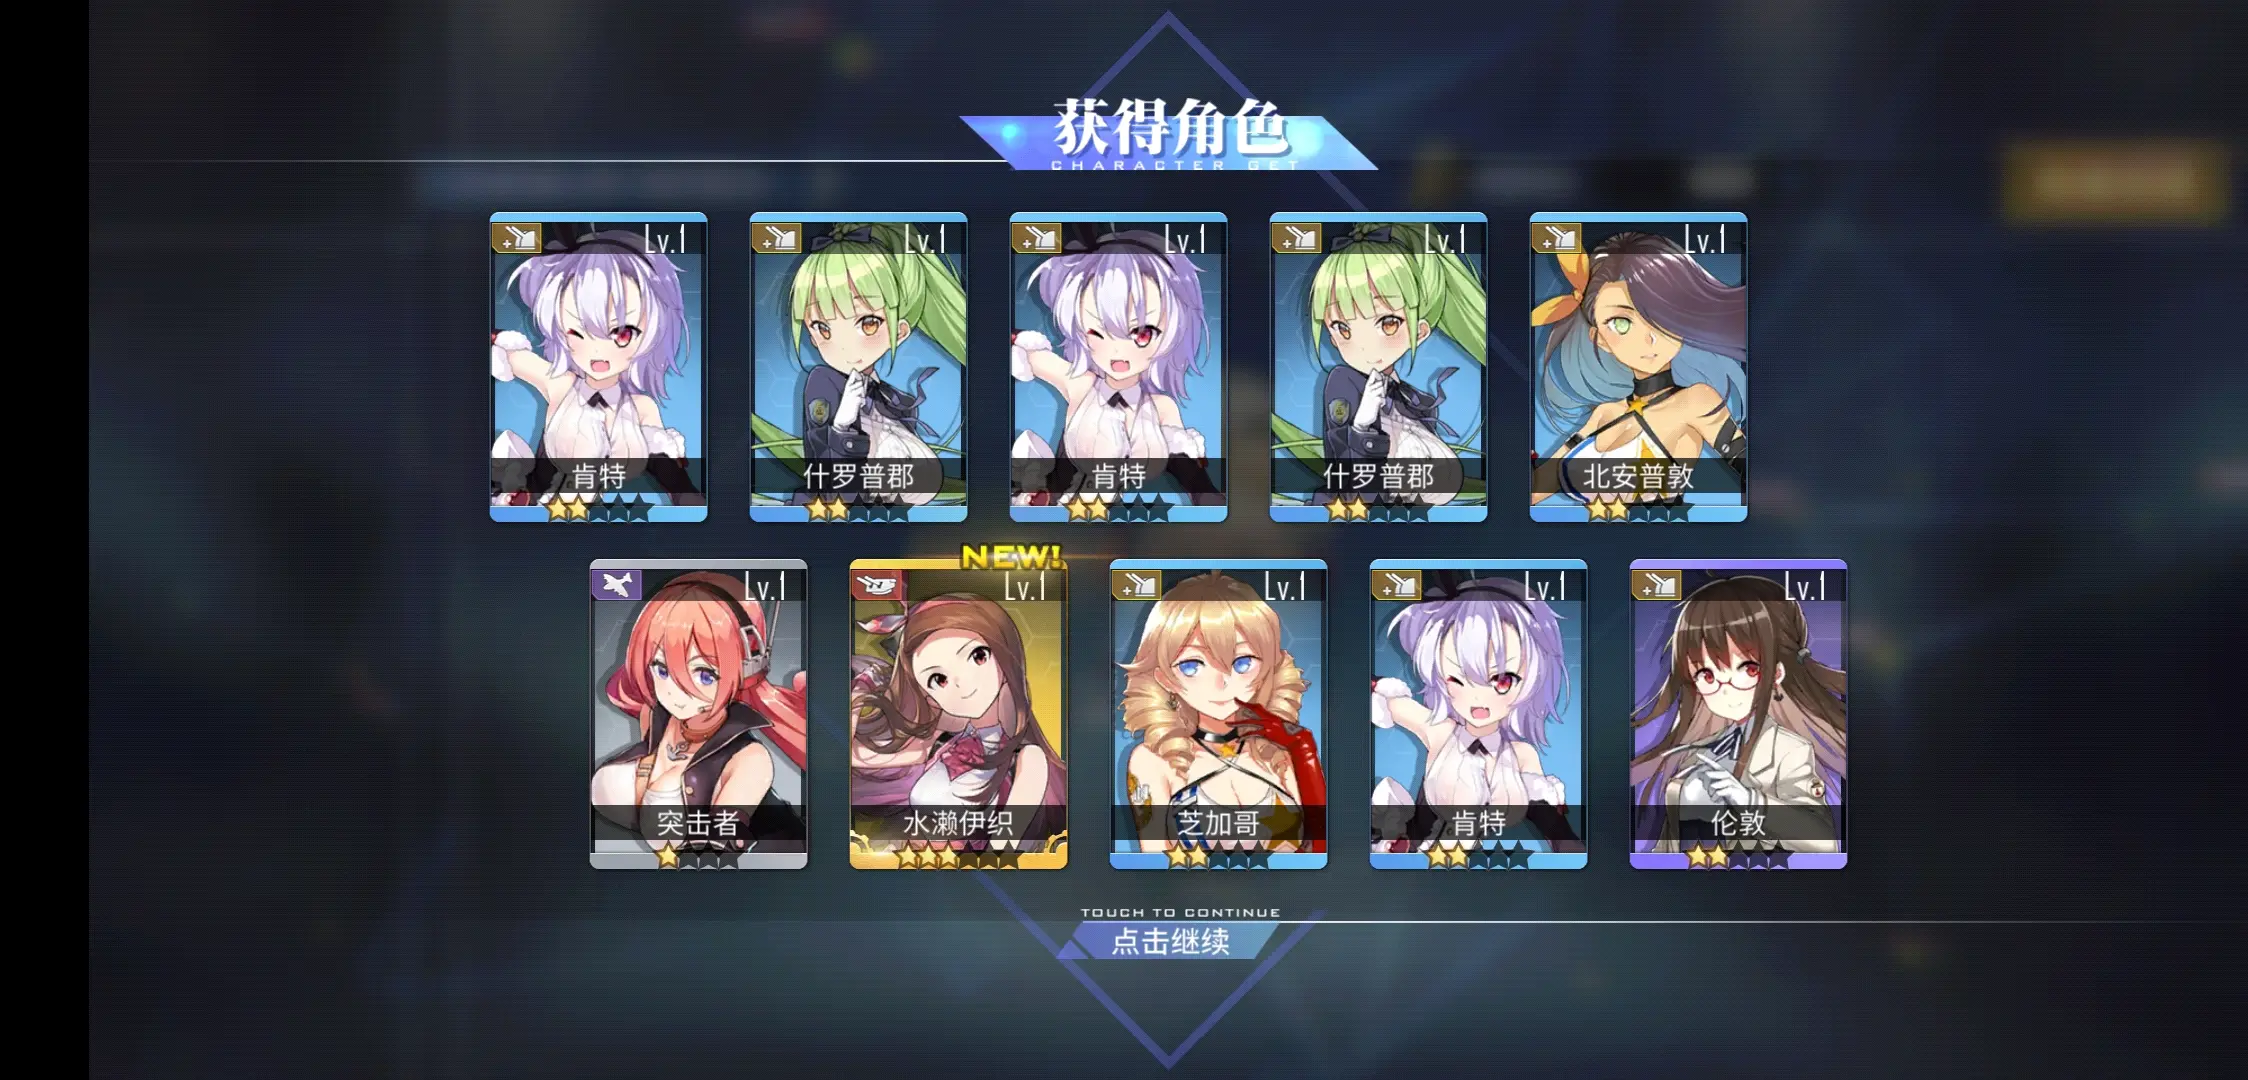 获得角色
CHARACTER GET
Lv.1
Lv.1
Lv.1
Lv.1
Lv.1
肯特
什罗普郡
肯特
什罗普郡
北安普敦
NEW!
Lv.1
Lv.1
Lv.1
Lv.1
Lv.1
突击者
水濑伊织
芝加哥
肯特
伦敦
TOUCH TO CONTINUE
点击继续